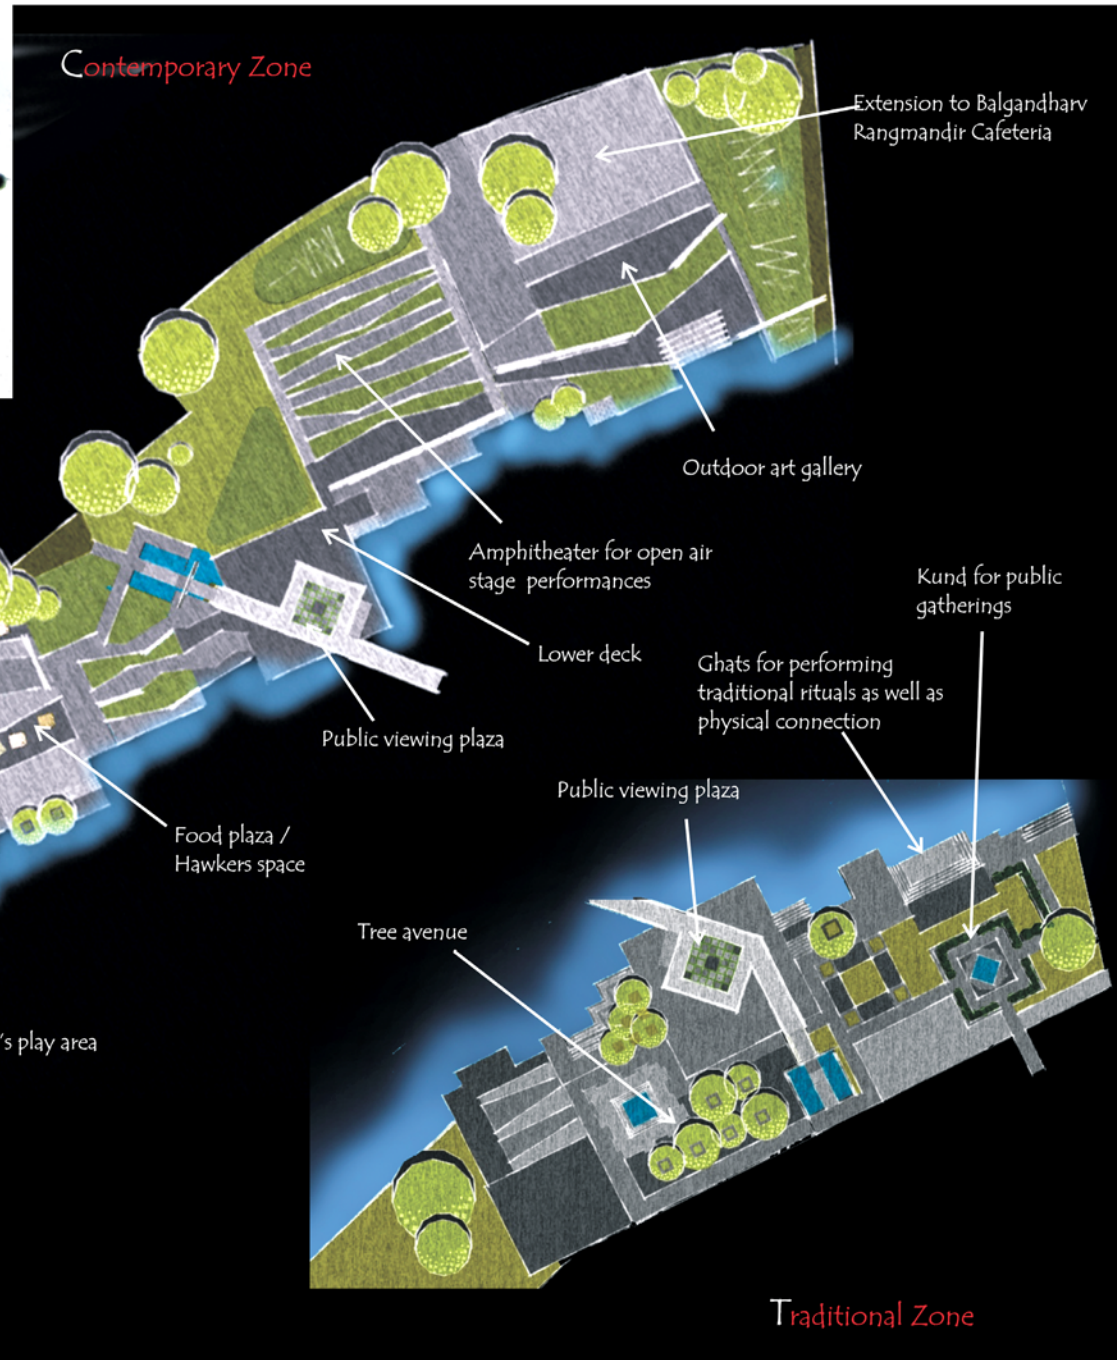 Contemporary Zone
Extension to Balgandharv
Rangmandir Cafeteria
Outdoor art gallery
Amphitheater for open air
stage performances
Kund for public
gatherings
Lower deck
Ghats for performing
traditional rituals as well as
physical connection
Public viewing plaza
Public viewing plaza
Food plaza /
Hawkers space
Tree avenue
's play area
Traditional Zone